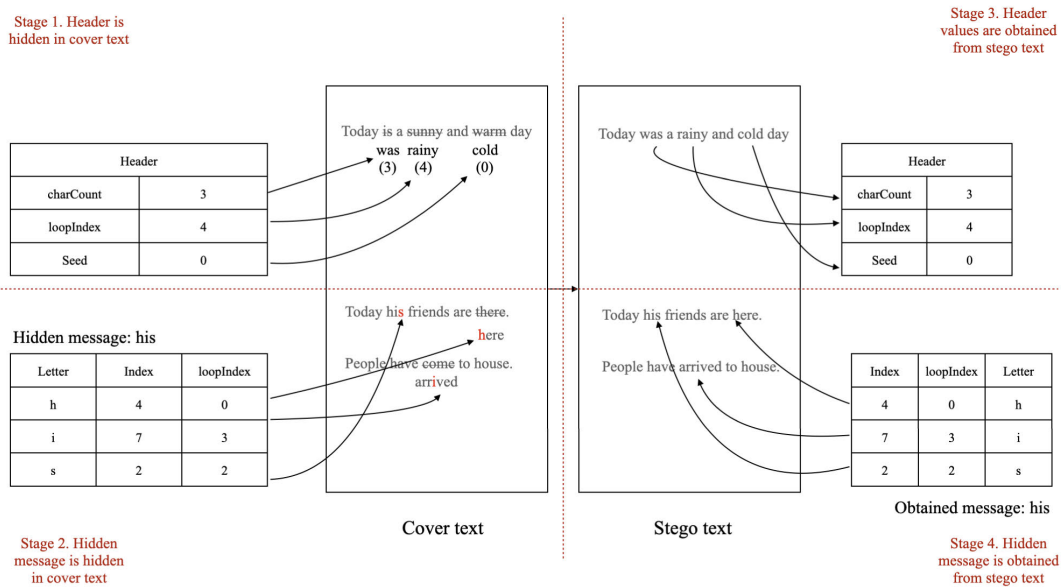 Stage 1. Header is
hidden in cover text
Stage 3. Header
values are obtained
from stego text
Today is a sunny and warm day
was rainy cold
(3) (4) (0)
Header
charCount 3
loopIndex 4
Seed 0
Today was a rainy and cold day
Header
charCount 3
loopIndex 4
Seed 0
Hidden message: his
Letter Index loopIndex
h 4 0
i 7 3
s 2 2
Today his friends are there.
here
People have come to house.
arrived
Today his friends are here.
People have arrived to house.
Index loopIndex Letter
4 0 h
7 3 i
2 2 s
Obtained message: his
Cover text
Stego text
Stage 2. Hidden
message is hidden
in cover text
Stage 4. Hidden
message is obtained
from stego text